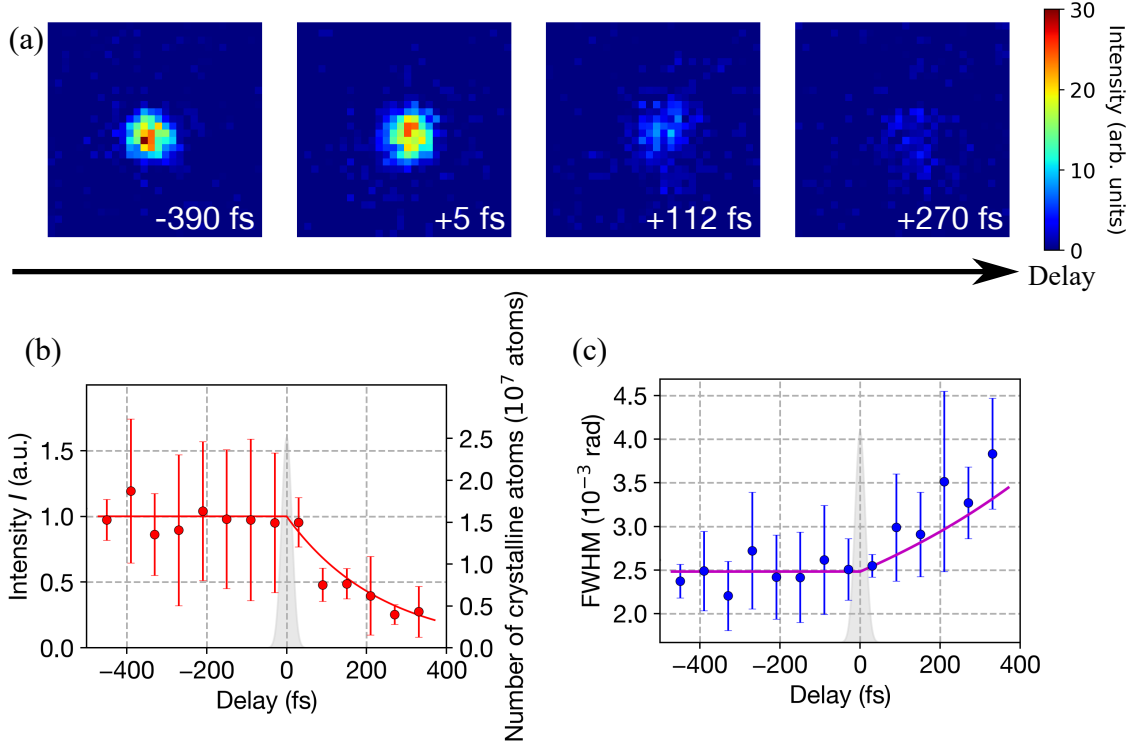 (a)
-390 fs
+5 fs
+112 fs
+270 fs
30
20
10
0
Intensity (arb. units)
Delay
(b)
Intensity I (a.u.)
1.5
1.0
0.5
0.0
2.5
2.0
1.5
1.0
0.5
0.0
Number of crystalline atoms (10⁷ atoms)
−400
−200
0
200
400
Delay (fs)
(c)
FWHM (10⁻³ rad)
4.5
4.0
3.5
3.0
2.5
2.0
−400
−200
0
200
400
Delay (fs)